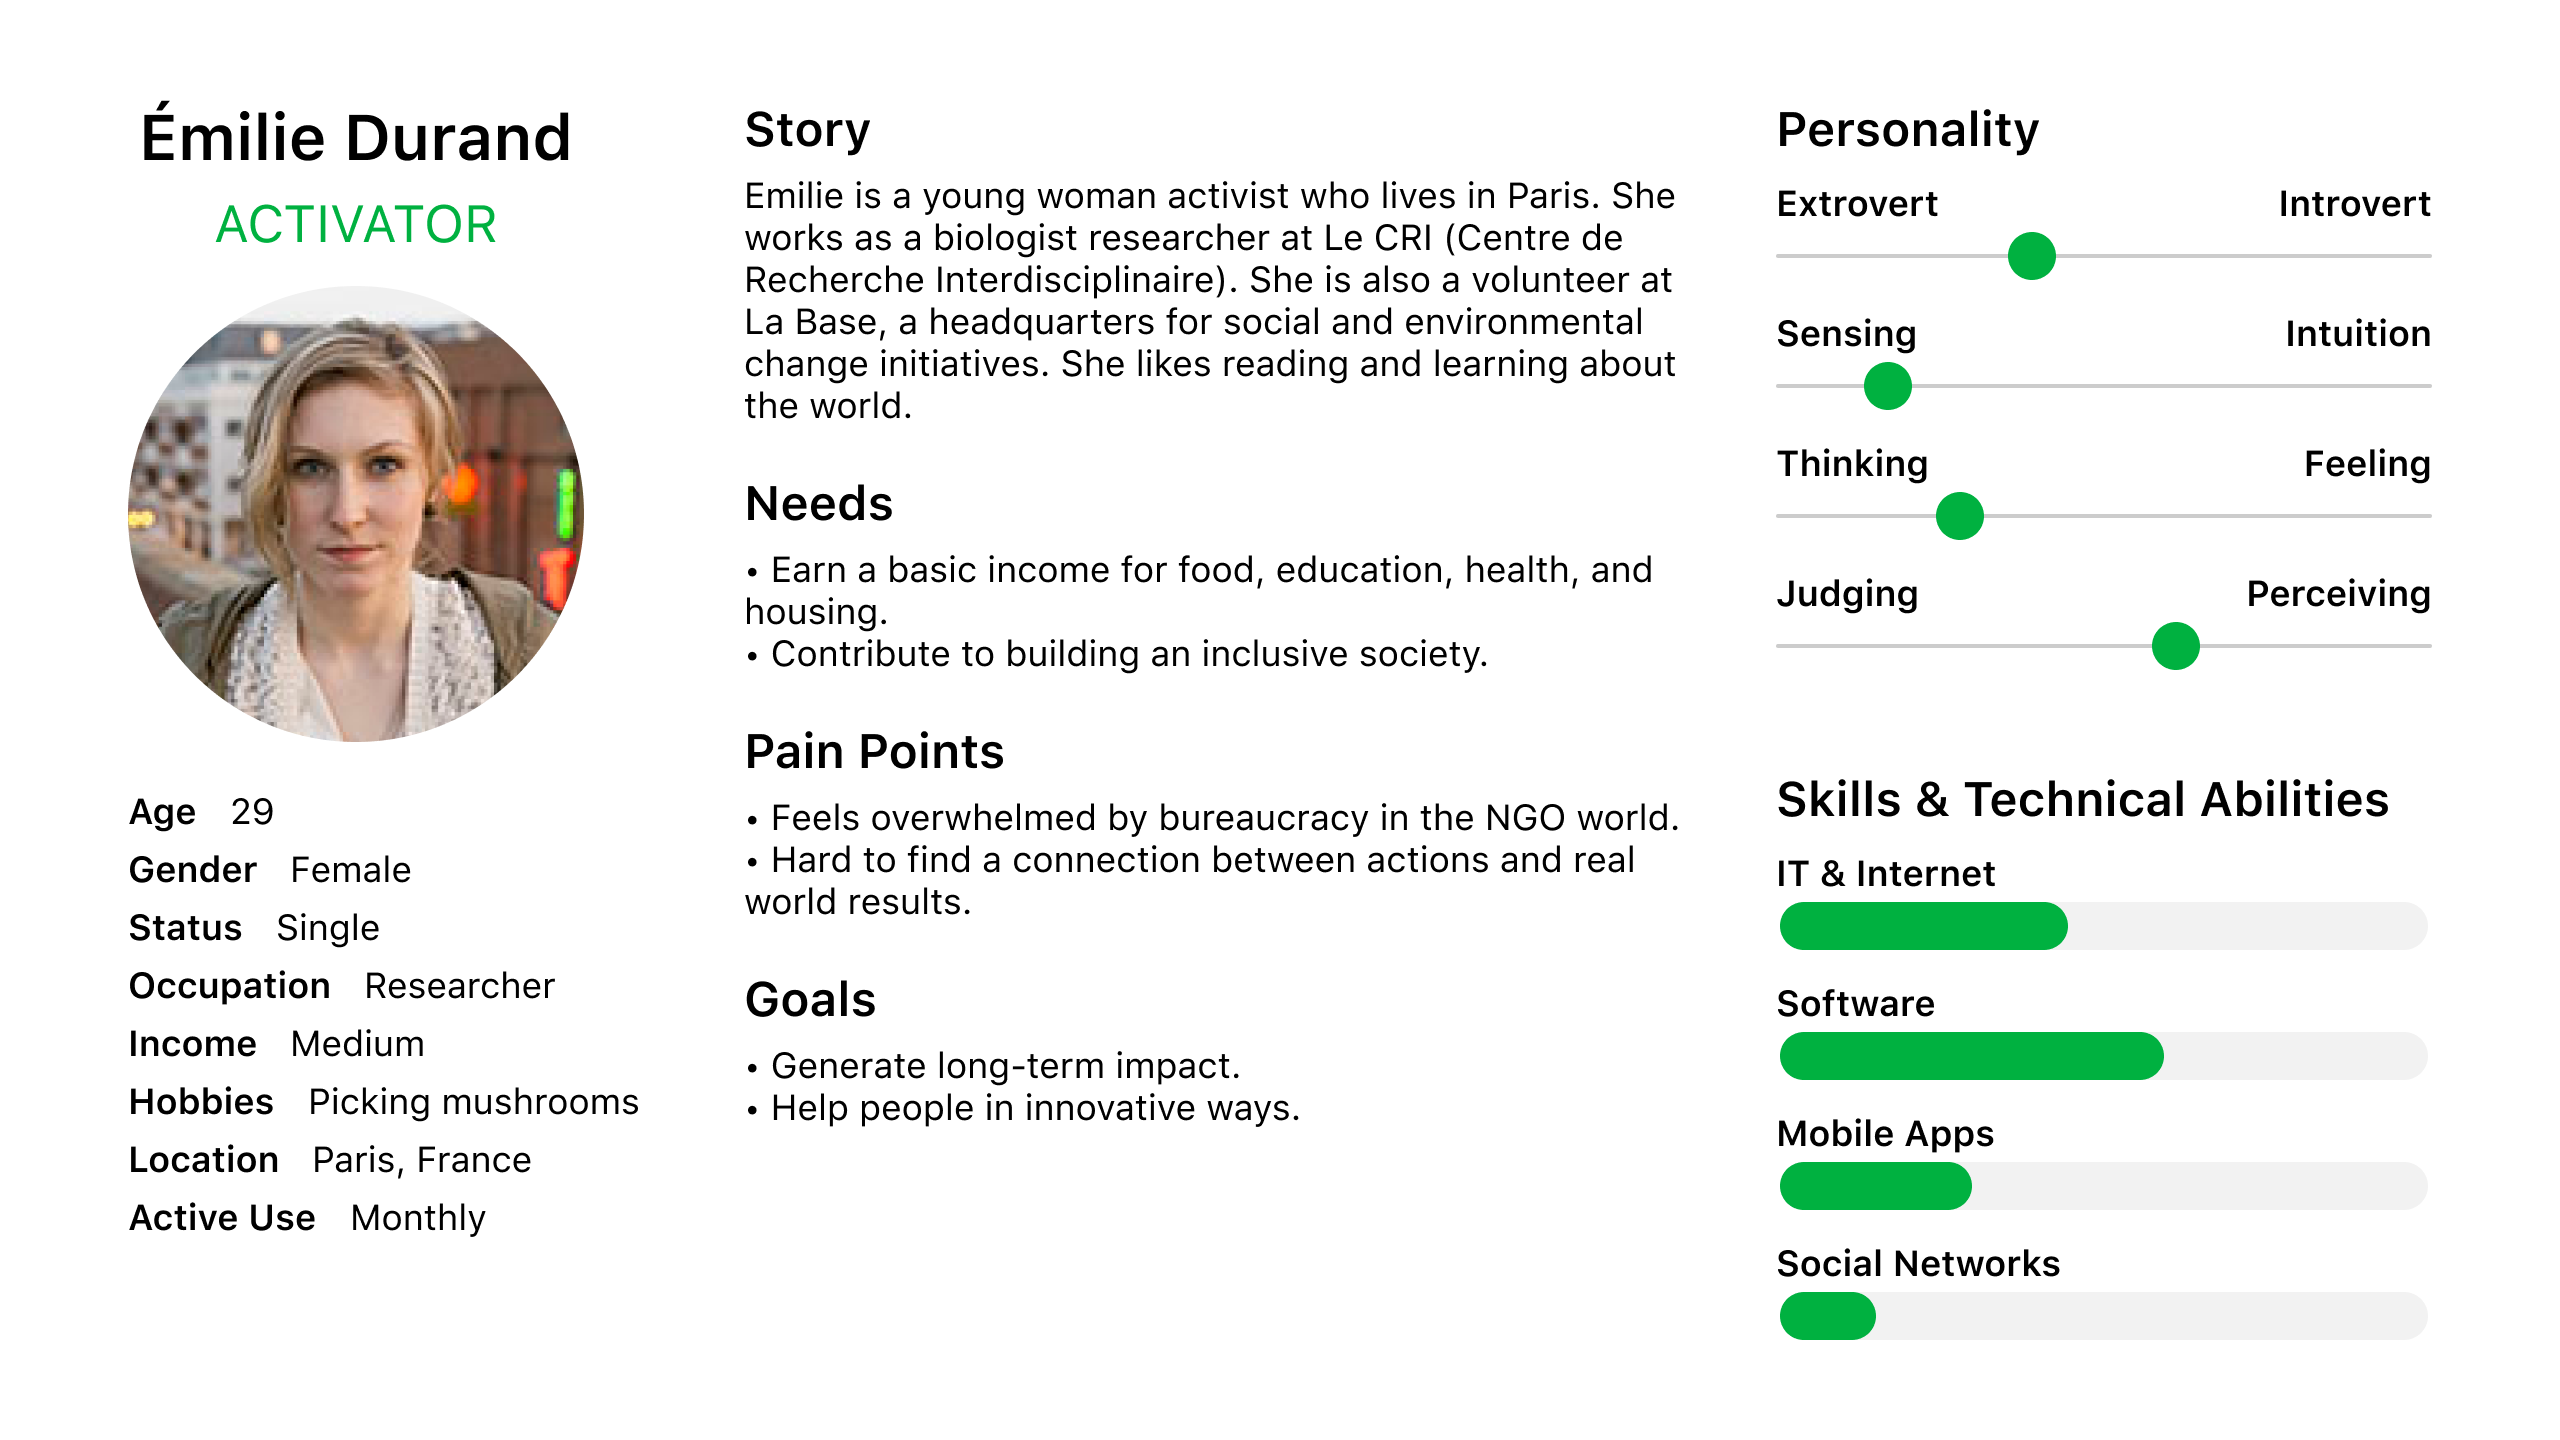 Émilie Durand
ACTIVATOR
Age 29
Gender Female
Status Single
Occupation Researcher
Income Medium
Hobbies Picking mushrooms
Location Paris, France
Active Use Monthly
Story
Emilie is a young woman activist who lives in Paris. She
works as a biologist researcher at Le CRI (Centre de
Recherche Interdisciplinaire). She is also a volunteer at
La Base, a headquarters for social and environmental
change initiatives. She likes reading and learning about
the world.
Needs
• Earn a basic income for food, education, health, and
housing.
• Contribute to building an inclusive society.
Pain Points
• Feels overwhelmed by bureaucracy in the NGO world.
• Hard to find a connection between actions and real
world results.
Goals
• Generate long-term impact.
• Help people in innovative ways.
Personality
Extrovert Introvert
Sensing Intuition
Thinking Feeling
Judging Perceiving
Skills & Technical Abilities
IT & Internet
Software
Mobile Apps
Social Networks